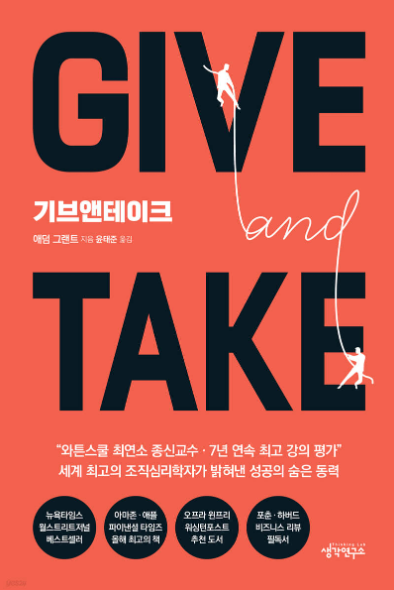 GIVE
기브앤테이크
애덤 그랜트 지음 윤태준 옮김
and
TAKE
“와튼스쿨 최연소 종신교수 · 7년 연속 최고 강의 평가”
세계 최고의 조직심리학자가 밝혀낸 성공의 숨은 동력
뉴욕타임스
월스트리트저널
베스트셀러
아마존 · 애플
파이낸셜 타임즈
올해 최고의 책
오프라 윈프리
워싱턴포스트
추천 도서
포춘 · 하버드
비즈니스 리뷰
필독서
Thinking Lab
생각연구소